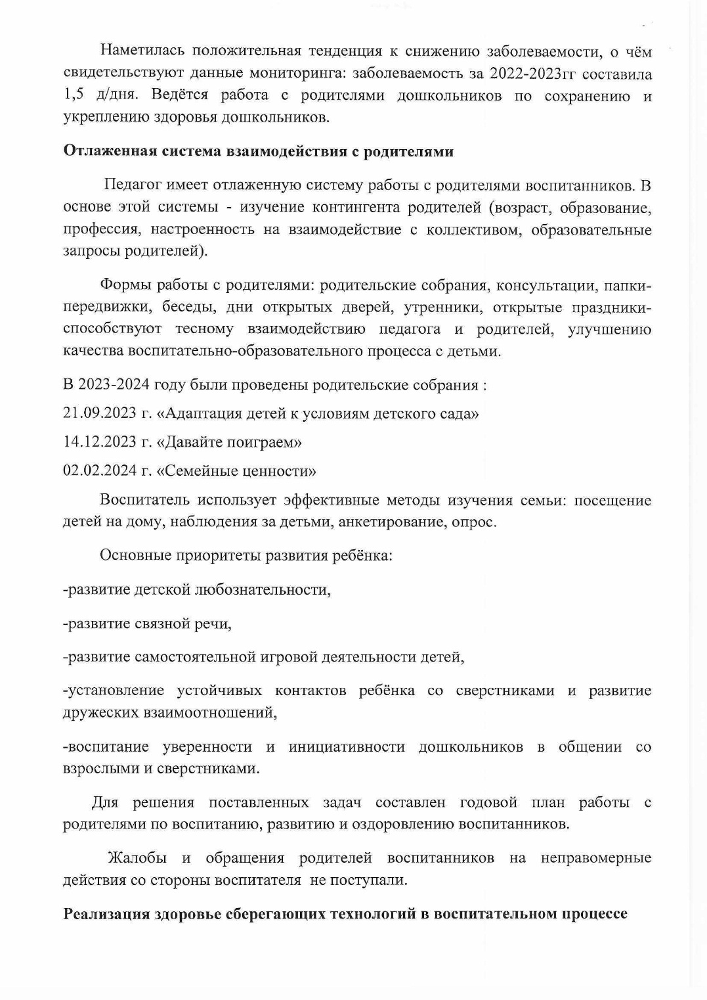 Наметилась положительная тенденция к снижению заболеваемости, о чём
свидетельствуют данные мониторинга: заболеваемость за 2022-2023гг составила
1,5 д/дня. Ведётся работа с родителями дошкольников по сохранению и
укреплению здоровья дошкольников.
Отлаженная система взаимодействия с родителями
Педагог имеет отлаженную систему работы с родителями воспитанников. В
основе этой системы - изучение контингента родителей (возраст, образование,
профессия, настроенность на взаимодействие с коллективом, образовательные
запросы родителей).
Формы работы с родителями: родительские собрания, консультации, папки-
передвижки, беседы, дни открытых дверей, утренники, открытые праздники-
способствуют тесному взаимодействию педагога и родителей, улучшению
качества воспитательно-образовательного процесса с детьми.
В 2023-2024 году были проведены родительские собрания :
21.09.2023 г. «Адаптация детей к условиям детского сада»
14.12.2023 г. «Давайте поиграем»
02.02.2024 г. «Семейные ценности»
Воспитатель использует эффективные методы изучения семьи: посещение
детей на дому, наблюдения за детьми, анкетирование, опрос.
Основные приоритеты развития ребёнка:
-развитие детской любознательности,
-развитие связной речи,
-развитие самостоятельной игровой деятельности детей,
-установление устойчивых контактов ребёнка со сверстниками и развитие
дружеских взаимоотношений,
-воспитание уверенности и инициативности дошкольников в общении со
взрослыми и сверстниками.
Для решения поставленных задач составлен годовой план работы с
родителями по воспитанию, развитию и оздоровлению воспитанников.
Жалобы и обращения родителей воспитанников на неправомерные
действия со стороны воспитателя не поступали.
Реализация здоровье сберегающих технологий в воспитательном процессе